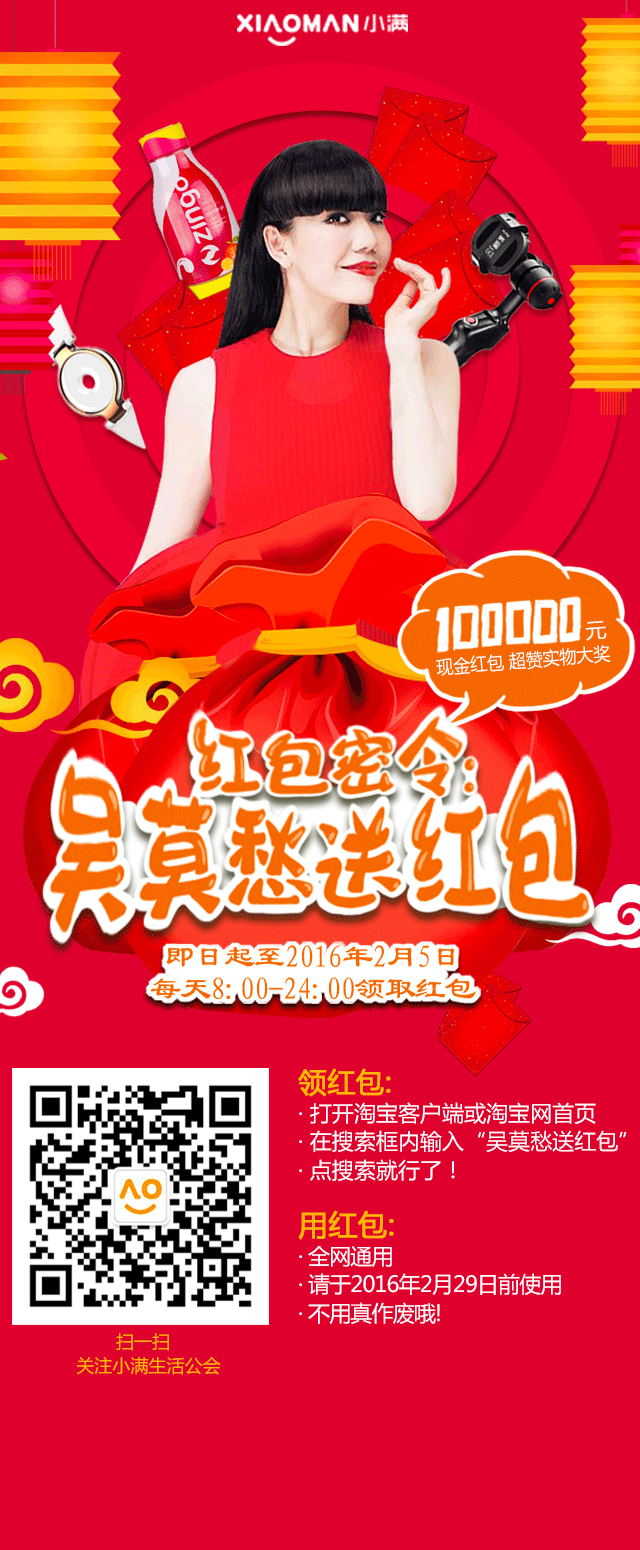 XIAOMAN小满
zingo
100000元
现金红包 超赞实物大奖
红包密令:
吴莫愁送红包
即日起至2016年2月5日
每天8:00-24:00领取红包
领红包:
· 打开淘宝客户端或淘宝网首页
· 在搜索框内输入“吴莫愁送红包”
· 点搜索就行了！
用红包:
· 全网通用
· 请于2016年2月29日前使用
· 不用真作废哦!
扫一扫
关注小满生活公会